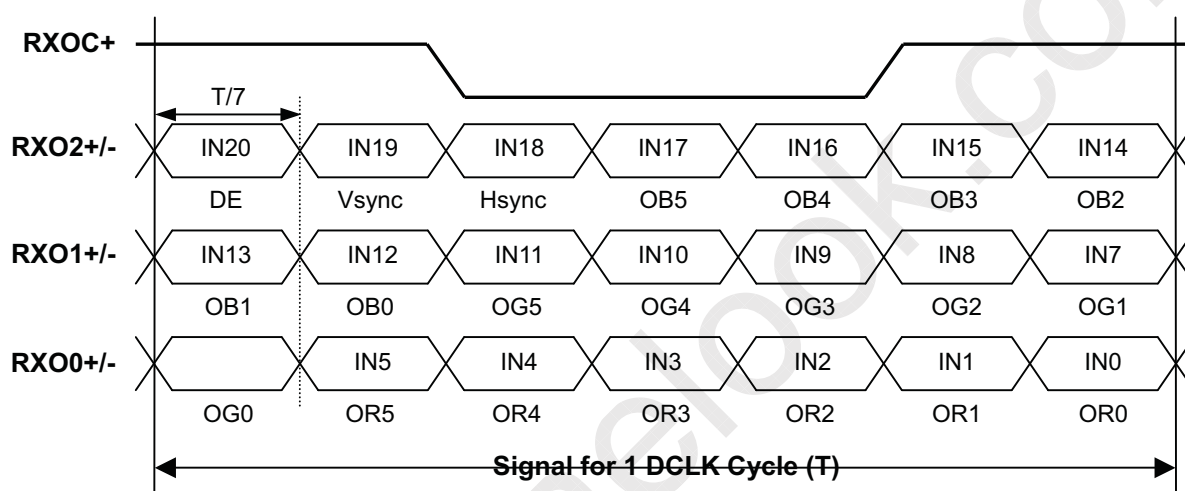 RXOC+
T/7
RXO2+/- IN20 IN19 IN18 IN17 IN16 IN15 IN14
DE Vsync Hsync OB5 OB4 OB3 OB2
RXO1+/- IN13 IN12 IN11 IN10 IN9 IN8 IN7
OB1 OB0 OG5 OG4 OG3 OG2 OG1
RXO0+/- IN5 IN4 IN3 IN2 IN1 IN0
OG0 OR5 OR4 OR3 OR2 OR1 OR0
Signal for 1 DCLK Cycle (T)